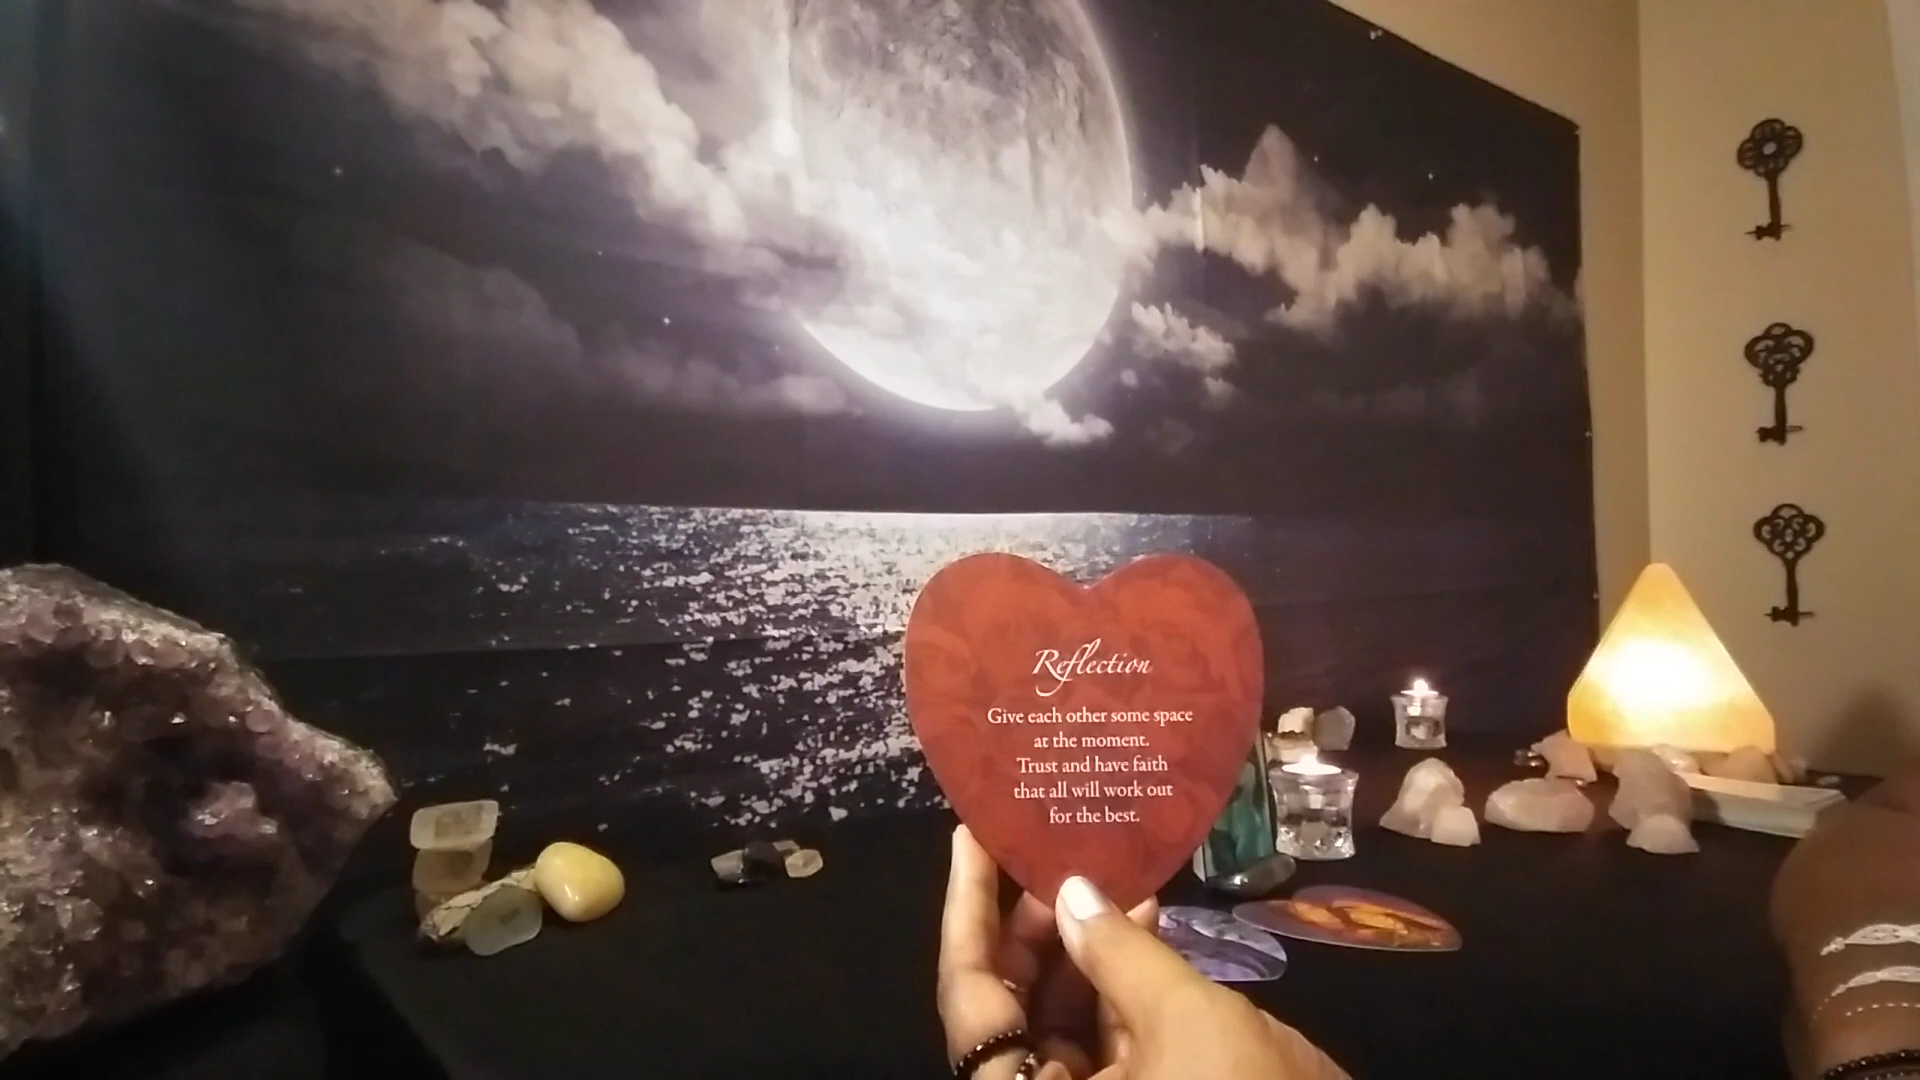 Reflection
Give each other some space
at the moment.
Trust and have faith
that all will work out
for the best.